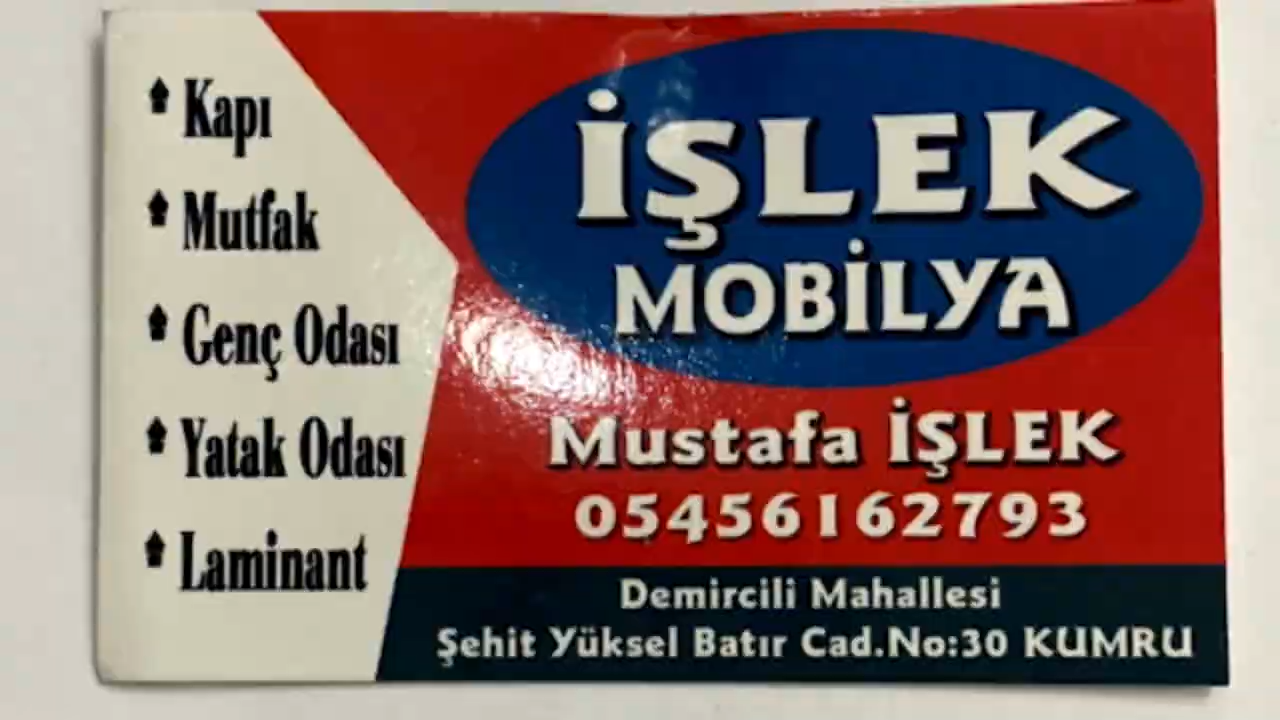 Kapı
Mutfak
Genç Odası
Yatak Odası
Laminant
İŞLEK
MOBİLYA
Mustafa İŞLEK
05456162793
Demircili Mahallesi
Şehit Yüksel Batır Cad.No:30 KUMRU